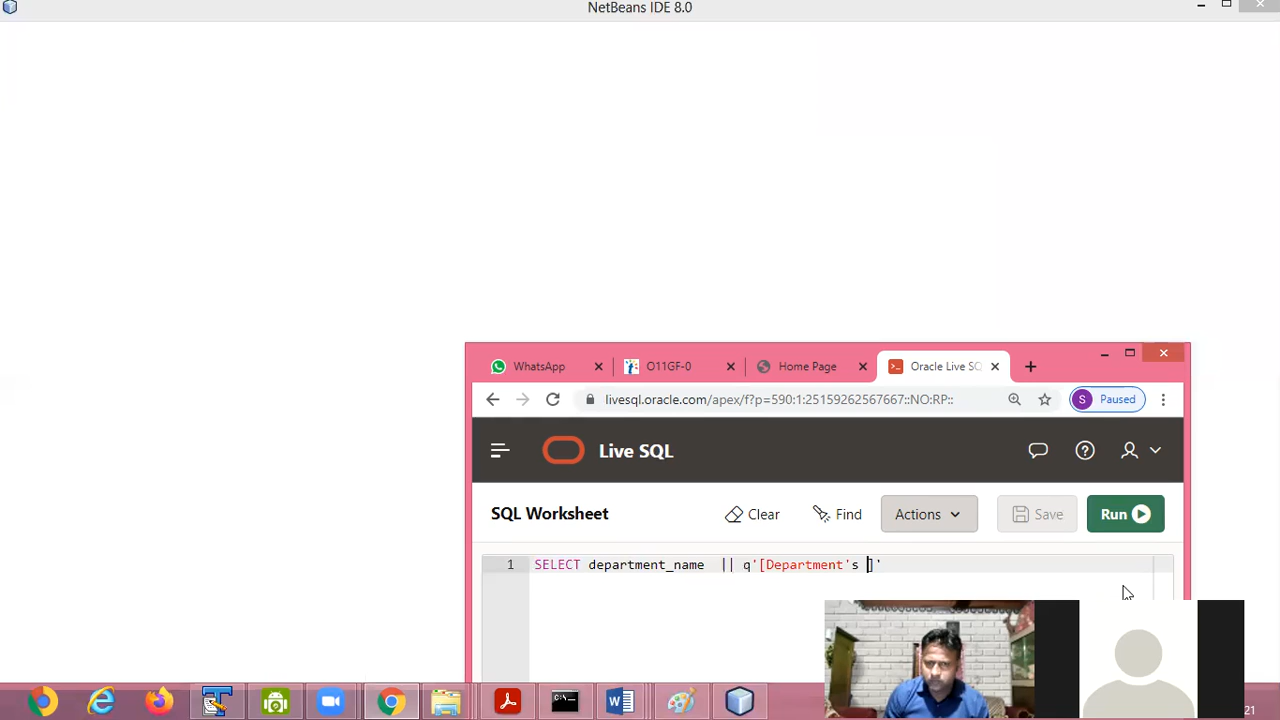 NetBeans IDE 8.0
WhatsApp
O11GF-0
Home Page
Oracle Live SQ
livesql.oracle.com/apex/f?p=590:1:25159262567667::NO:RP::
S Paused
Live SQL
SQL Worksheet
Clear
Find
Actions
Save
Run
1 SELECT department_name || q'[Department's ]'
21